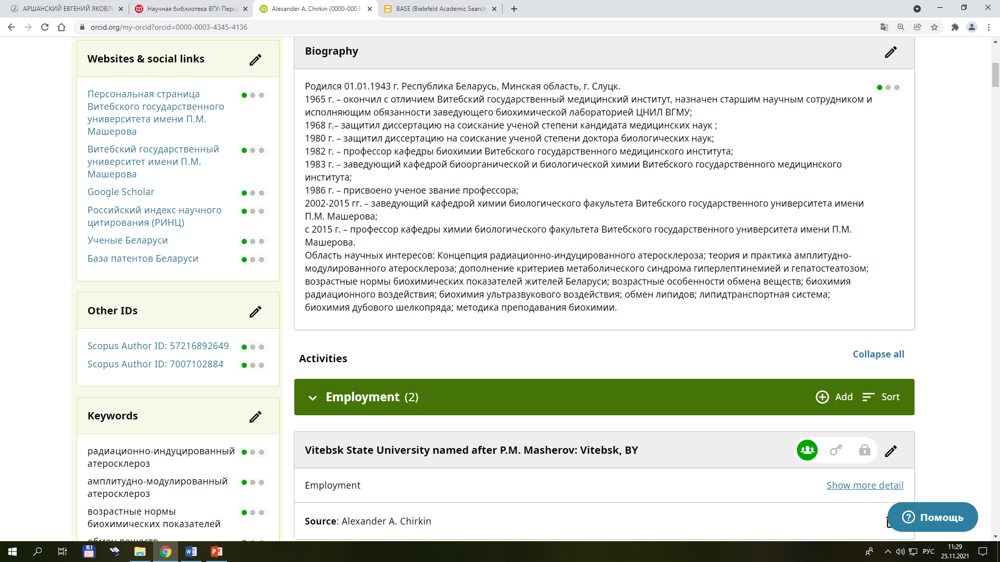 АРШАНСКИЙ ЕВГЕНИЙ ЯКОВЛЕ
Научная библиотека ВГУ: Персо
Alexander A. Chirkin (0000-0003-
BASE (Bielefeld Academic Search
orcid.org/my-orcid?orcid=0000-0003-4345-4136
Websites & social links
Персональная страница
Витебского государственного
университета имени П.М.
Машерова
Витебский государственный
университет имени П.М.
Машерова
Google Scholar
Российский индекс научного
цитирования (РИНЦ)
Ученые Беларуси
База патентов Беларуси
Other IDs
Scopus Author ID: 57216892649
Scopus Author ID: 7007102884
Keywords
радиационно-индуцированный
атеросклероз
амплитудно-модулированный
атеросклероз
возрастные нормы
биохимических показателей
обмен веществ
Biography
Родился 01.01.1943 г. Республика Беларусь, Минская область, г. Слуцк.
1965 г. – окончил с отличием Витебский государственный медицинский институт, назначен старшим научным сотрудником и
исполняющим обязанности заведующего биохимической лабораторией ЦНИЛ ВГМУ;
1968 г.– защитил диссертацию на соискание ученой степени кандидата медицинских наук ;
1980 г. – защитил диссертацию на соискание ученой степени доктора биологических наук;
1982 г. – профессор кафедры биохимии Витебского государственного медицинского института;
1983 г. – заведующий кафедрой биоорганической и биологической химии Витебского государственного медицинского
института;
1986 г. – присвоено ученое звание профессора;
2002-2015 гг. – заведующий кафедрой химии биологического факультета Витебского государственного университета имени
П.М. Машерова;
с 2015 г. – профессор кафедры химии биологического факультета Витебского государственного университета имени П.М.
Машерова.
Область научных интересов: Концепция радиационно-индуцированного атеросклероза; теория и практика амплитудно-
модулированного атеросклероза; дополнение критериев метаболического синдрома гиперлептинемией и гепатостеатозом;
возрастные нормы биохимических показателей жителей Беларуси; возрастные особенности обмена веществ; биохимия
радиационного воздействия; биохимия ультразвукового воздействия; обмен липидов; липидтранспортная система;
биохимия дубового шелкопряда; методика преподавания биохимии.
Activities
Collapse all
Employment (2)
Add
Sort
Vitebsk State University named after P.M. Masherov: Vitebsk, BY
Employment
Show more detail
Source: Alexander A. Chirkin
Помощь
РУС
11:29
25.11.2021